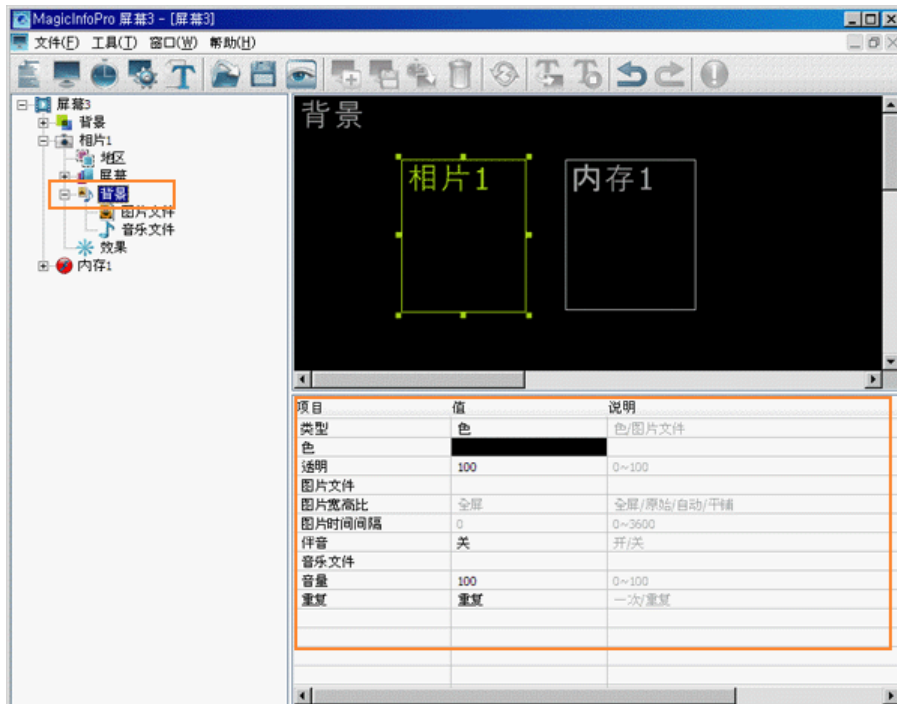 MagicInfoPro 屏幕3 - [屏幕3]
文件(F) 工具(T) 窗口(W) 帮助(H)
屏幕3
背景
相片1
地区
屏幕
背景
图片文件
音乐文件
效果
内存1
背景
相片1 内存1
项目 值 说明
类型 色 色/图片文件
色
透明 100 0~100
图片文件
图片宽高比 全屏 全屏/原始/自动/平铺
图片时间间隔 0 0~3600
伴音 关 开/关
音乐文件
音量 100 0~100
重复 重复 一次/重复